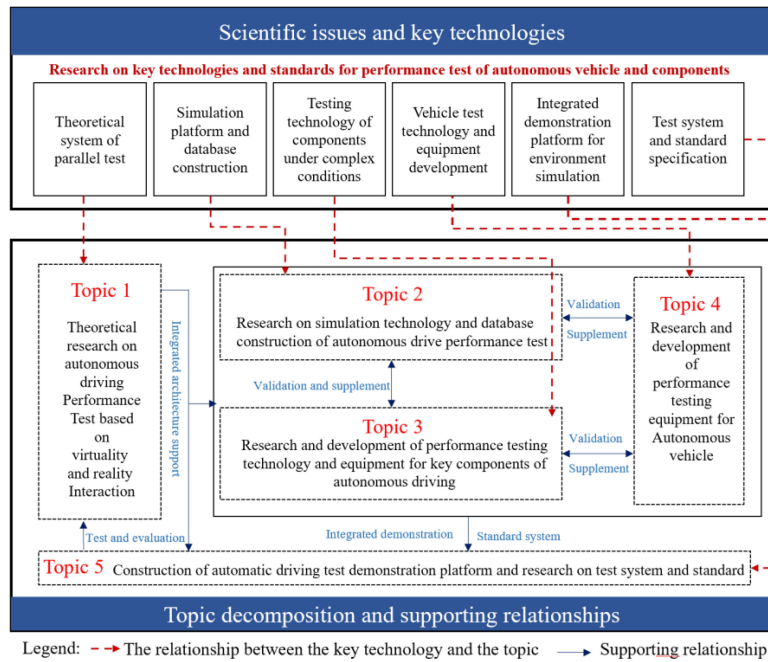 Scientific issues and key technologies
Research on key technologies and standards for performance test of autonomous vehicle and components
Theoretical
system of
parallel test
Simulation
platform and
database
construction
Testing
technology of
components
under complex
conditions
Vehicle test
technology and
equipment
development
Integrated
demonstration
platform for
environment
simulation
Test system
and standard
specification
Topic 1
Theoretical
research on
autonomous
driving
Performance
Test based
on
virtuality
and reality
Interaction
Integrated architecture
support
Topic 2
Research on simulation technology and database
construction of autonomous drive performance test
Validation and supplement
Topic 3
Research and development of performance testing
technology and equipment for key components of
autonomous driving
Validation
Supplement
Validation
Supplement
Topic 4
Research and
development
of
performance
testing
equipment for
Autonomous
vehicle
Test and evaluation
Integrated demonstration
Standard system
Topic 5 Construction of automatic driving test demonstration platform and research on test system and standard
Topic decomposition and supporting relationships
Legend: The relationship between the key technology and the topic Supporting relationship